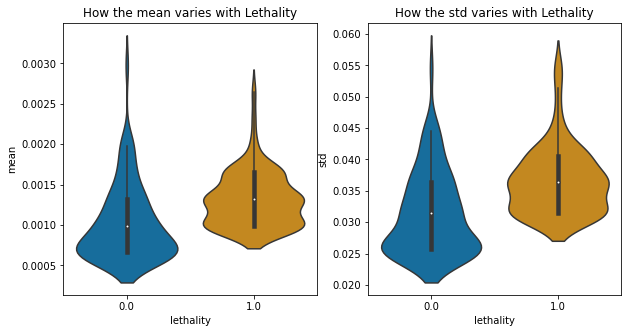 How the mean varies with Lethality
mean
0.0030
0.0025
0.0020
0.0015
0.0010
0.0005
0.0 1.0
lethality
How the std varies with Lethality
std
0.060
0.055
0.050
0.045
0.040
0.035
0.030
0.025
0.020
0.0 1.0
lethality